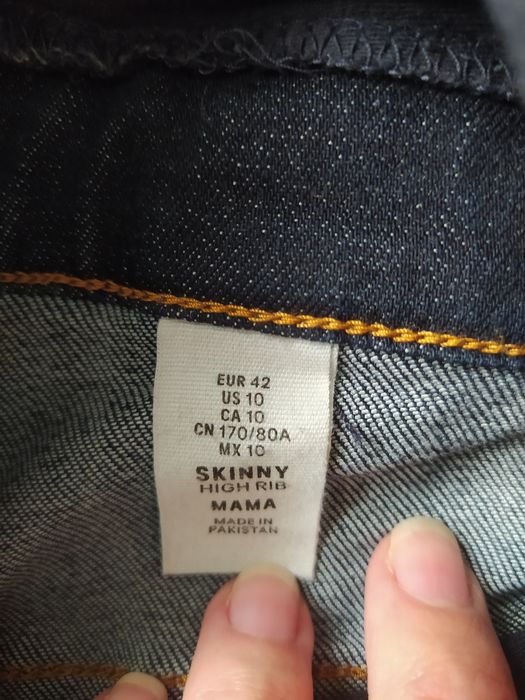 EUR 42
US 10
CA 10
CN 170/80A
MX 10
SKINNY
HIGH RIB
MAMA
MADE IN
PAKISTAN